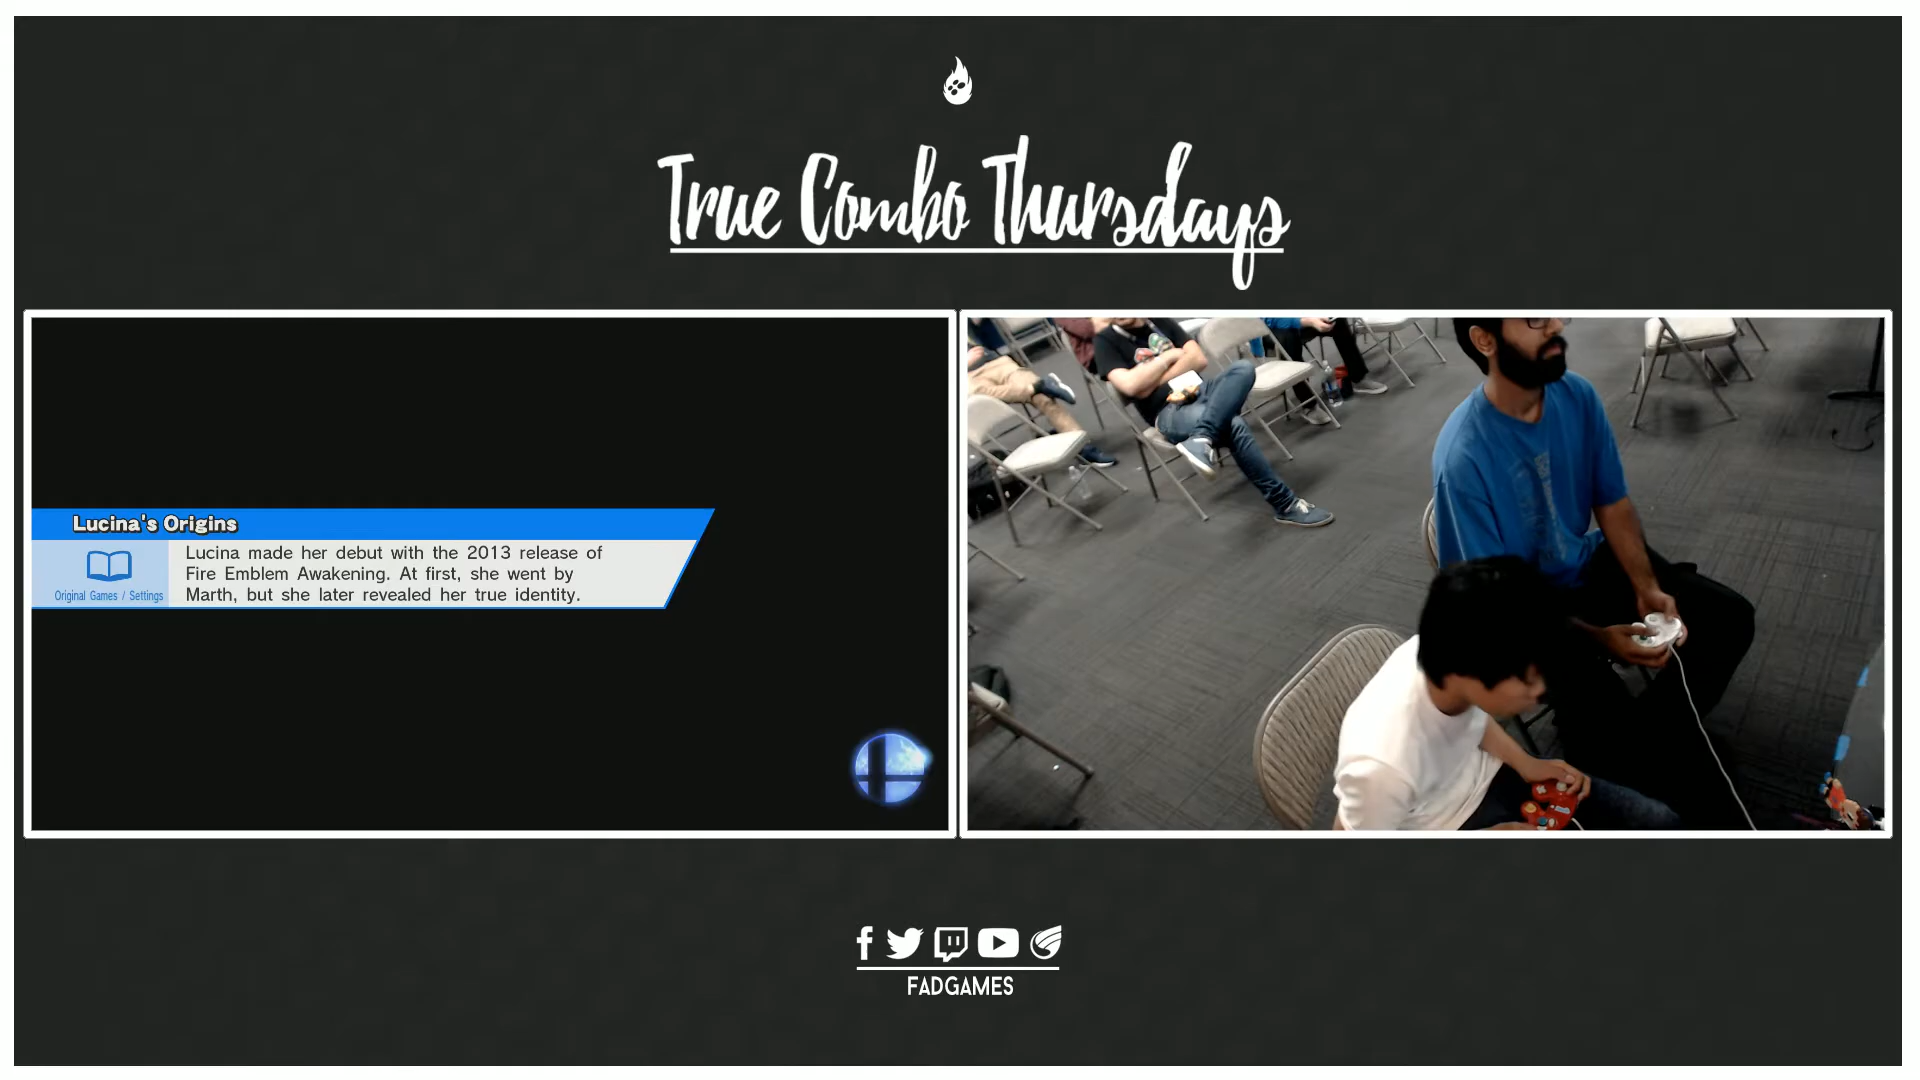 True Combo Thursdays
Lucina's Origins
Lucina made her debut with the 2013 release of
Fire Emblem Awakening. At first, she went by
Marth, but she later revealed her true identity.
Original Games / Settings
FADGAMES